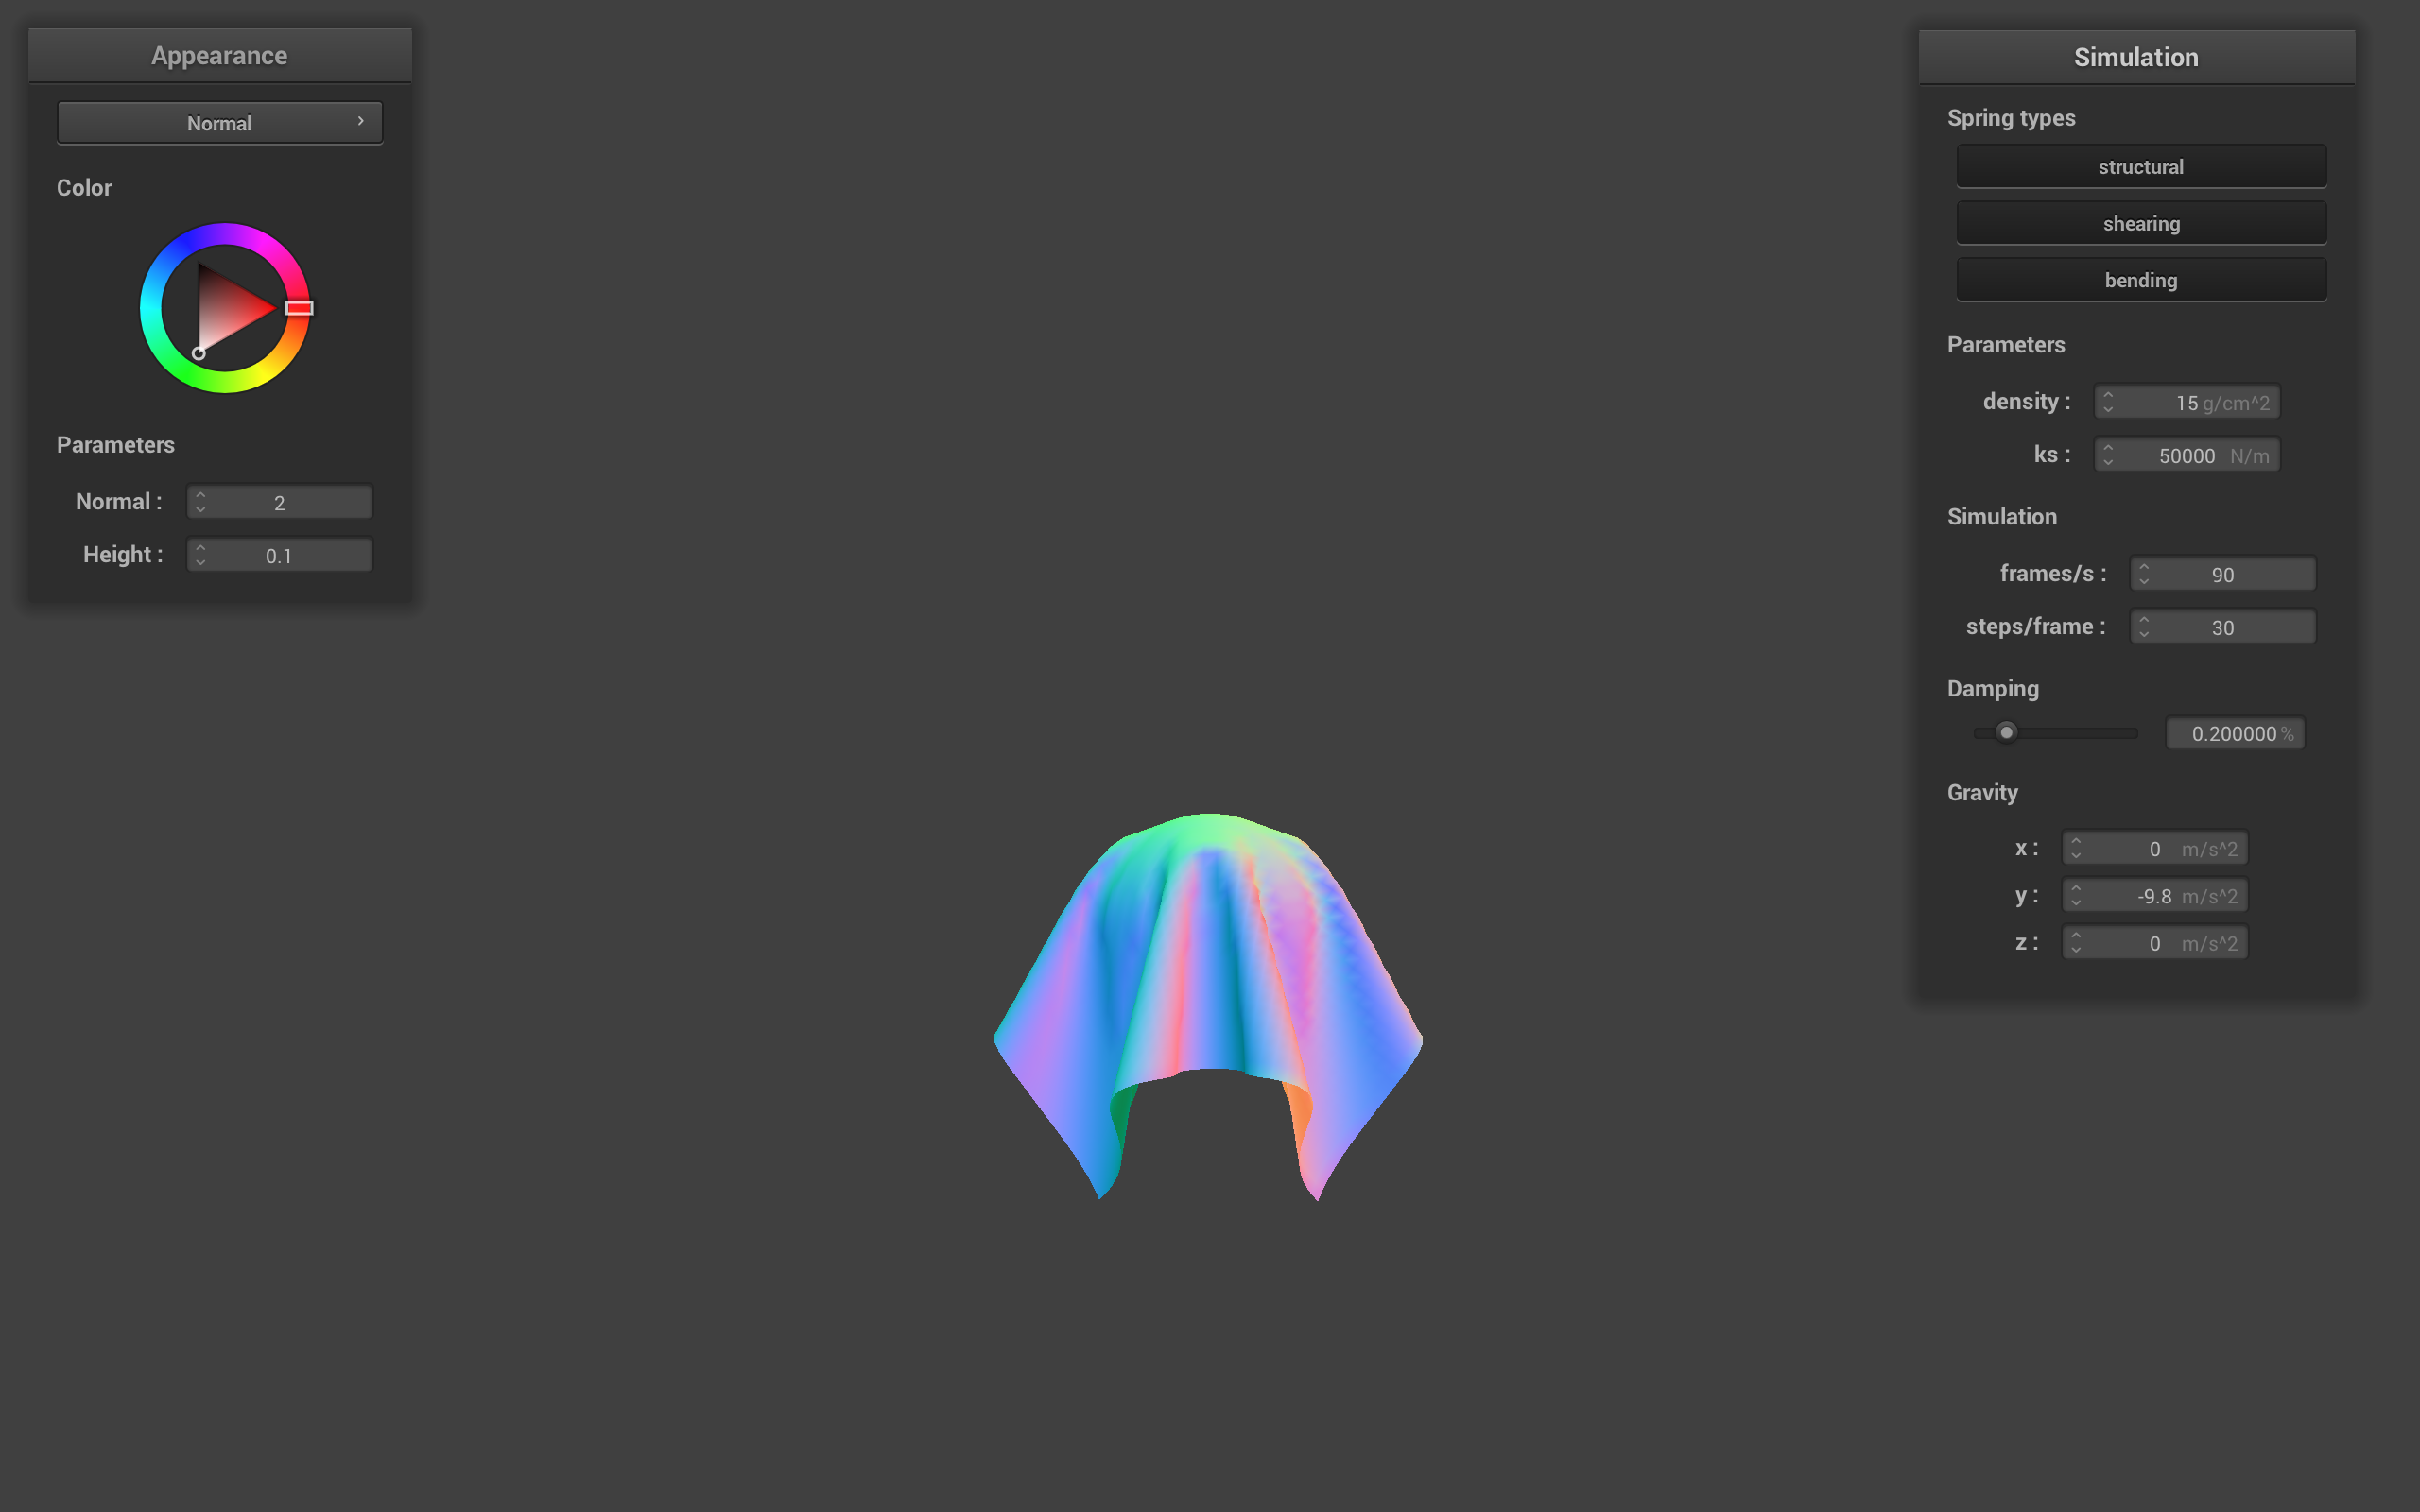 Appearance
Normal
Color
Parameters
Normal : 2
Height : 0.1
Simulation
Spring types
structural
shearing
bending
Parameters
density : 15 g/cm^2
ks : 50000 N/m
Simulation
frames/s : 90
steps/frame : 30
Damping
0.200000 %
Gravity
x : 0 m/s^2
y : -9.8 m/s^2
z : 0 m/s^2